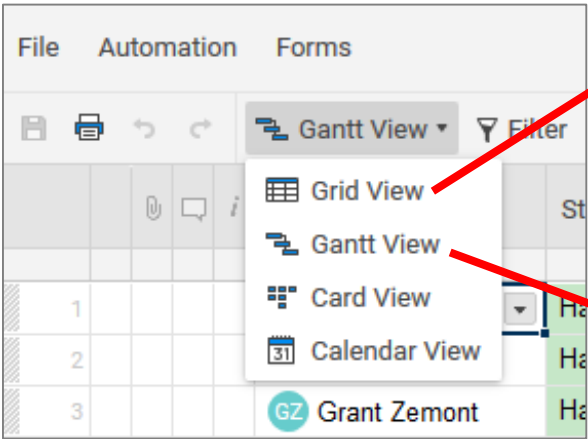 File Automation Forms
Gantt View Filter
i Grid View St
Gantt View
1 Card View Ha
2 31 Calendar View Ha
3 GZ Grant Zemont Ha